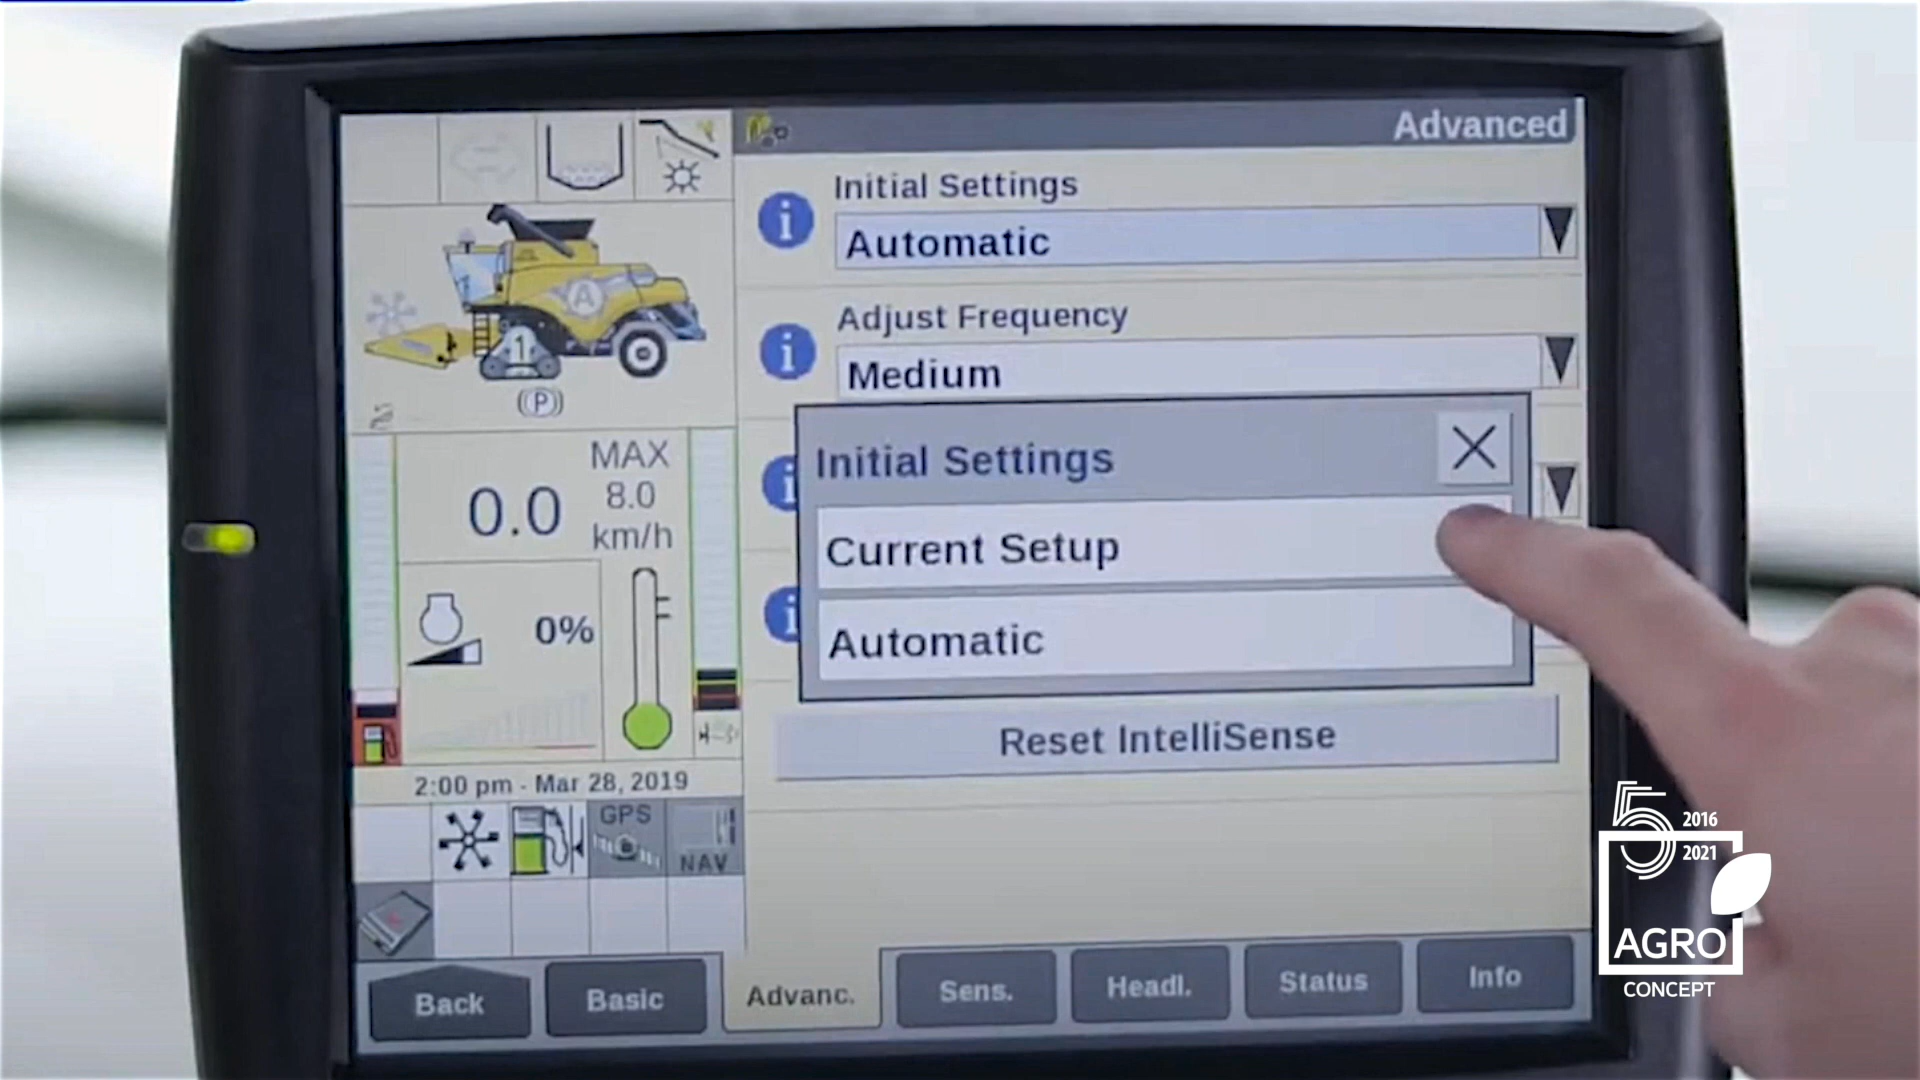 Advanced
Initial Settings
Automatic
Adjust Frequency
Medium
Initial Settings
Current Setup
Automatic
Reset IntelliSense
A
1
(P)
MAX
0.0
8.0
km/h
0%
2:00 pm - Mar 28, 2019
GPS
NAV
Back
Basic
Advanc.
Sens.
Headl.
Status
Info
5
2016
2021
AGRO
CONCEPT